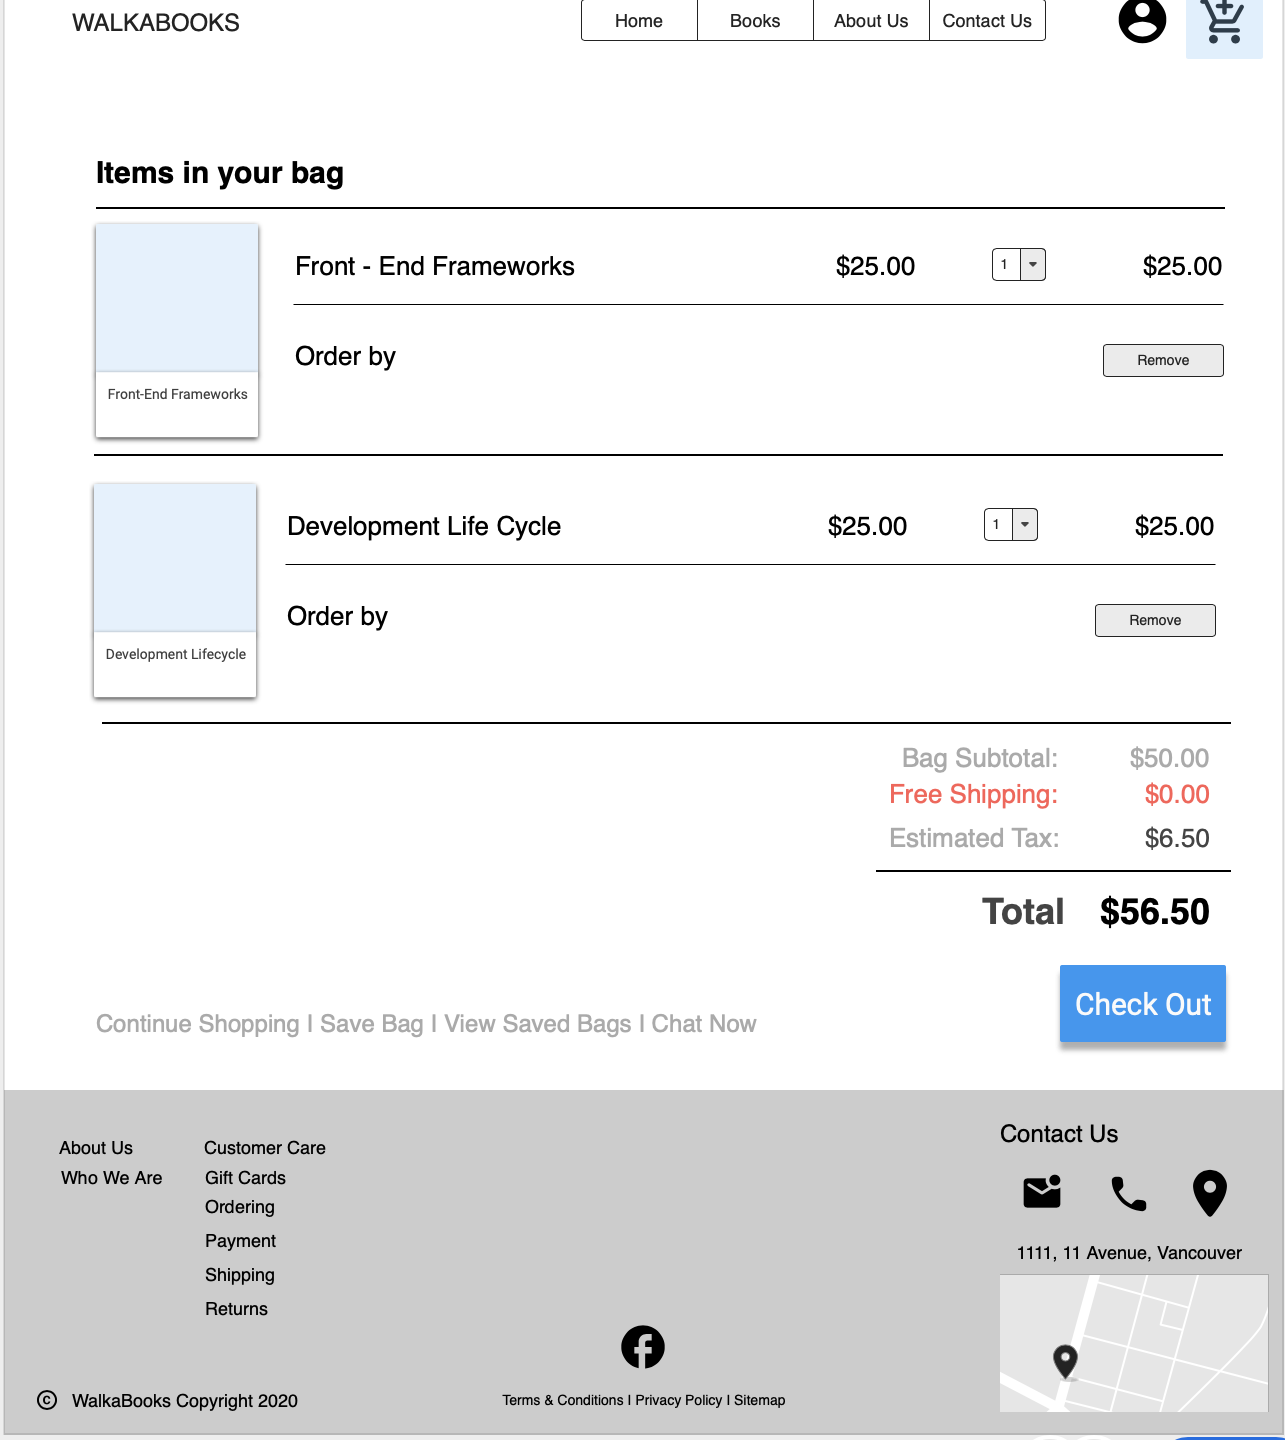 WALKABOOKS
Home Books About Us Contact Us
Items in your bag
Front - End Frameworks $25.00 1 $25.00
Order by Remove
Front-End Frameworks
Development Life Cycle $25.00 1 $25.00
Order by Remove
Development Lifecycle
Bag Subtotal: $50.00
Free Shipping: $0.00
Estimated Tax: $6.50
Total $56.50
Check Out
Continue Shopping I Save Bag I View Saved Bags I Chat Now
About Us
Who We Are
Customer Care
Gift Cards
Ordering
Payment
Shipping
Returns
Contact Us
1111, 11 Avenue, Vancouver
© WalkaBooks Copyright 2020
Terms & Conditions I Privacy Policy I Sitemap